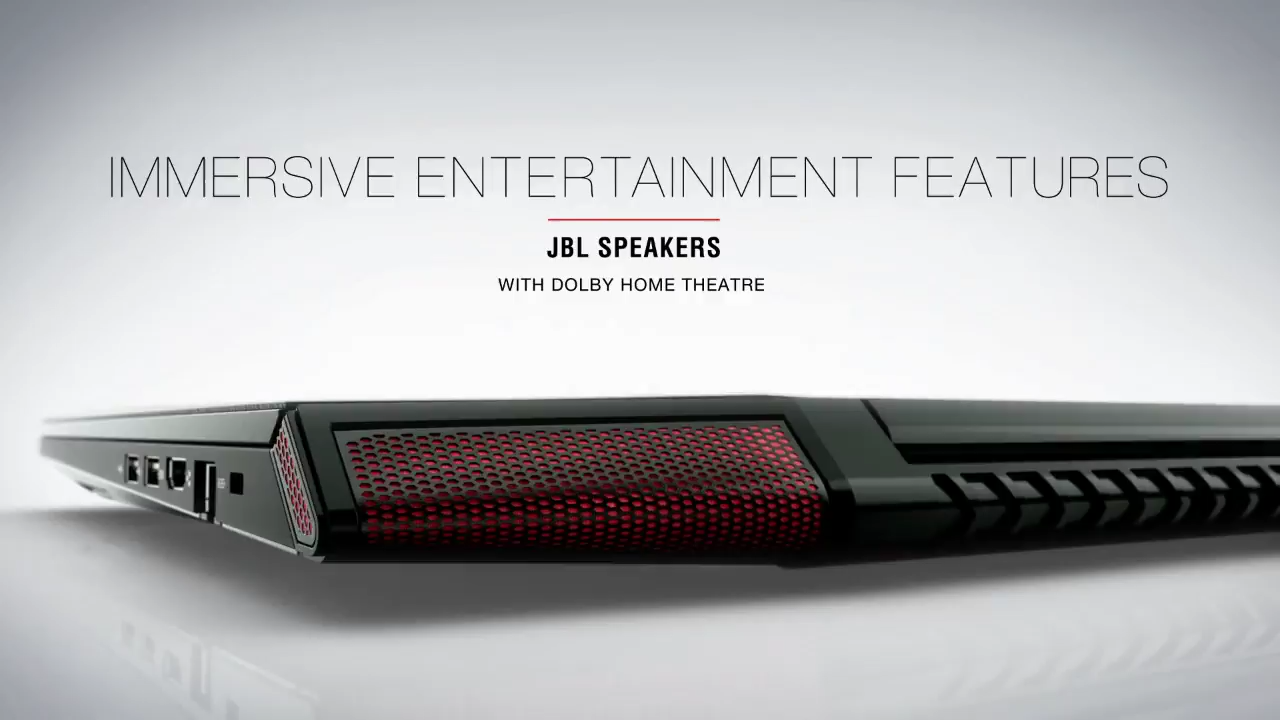 IMMERSIVE ENTERTAINMENT FEATURES
JBL SPEAKERS
WITH DOLBY HOME THEATRE